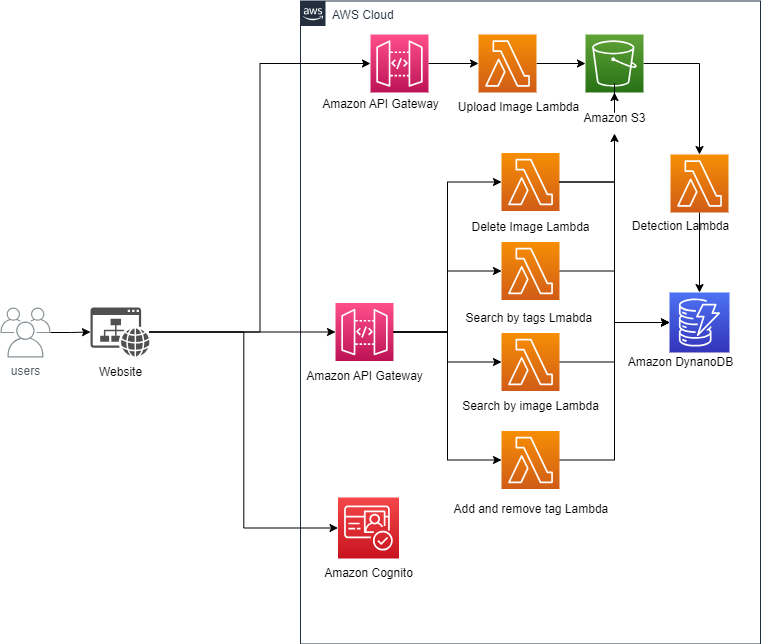 aws
AWS Cloud
Amazon API Gateway
Upload Image Lambda
Amazon S3
Delete Image Lambda
Detection Lambda
Search by tags Lmabda
users
Website
Amazon API Gateway
Amazon DynanoDB
Search by image Lambda
Add and remove tag Lambda
Amazon Cognito